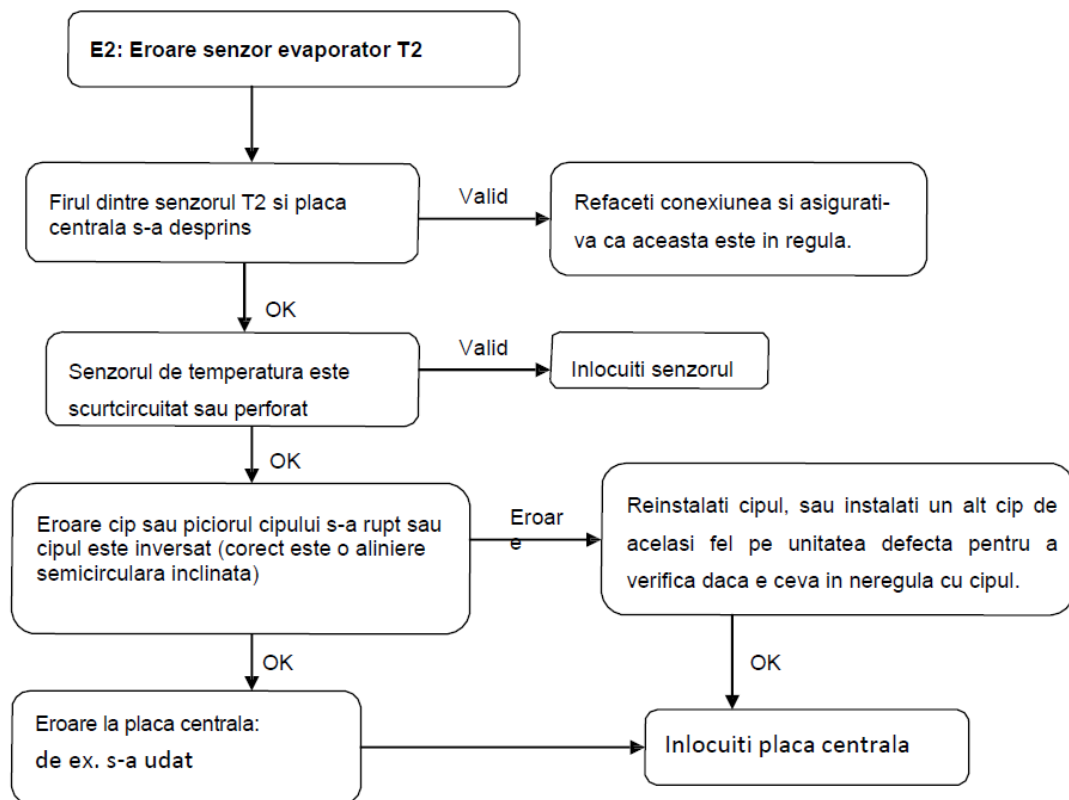 E2: Eroare senzor evaporator T2
Firul dintre senzorul T2 si placa
centrala s-a desprins
Valid
Refaceti conexiunea si asigurati-
va ca aceasta este in regula.
OK
Senzorul de temperatura este
scurtcircuitat sau perforat
Valid
Inlocuiti senzorul
OK
Eroare cip sau piciorul cipului s-a rupt sau
cipul este inversat (corect este o aliniere
semicirculara inclinata)
Eroar
e
Reinstalati cipul, sau instalati un alt cip de
acelasi fel pe unitatea defecta pentru a
verifica daca e ceva in neregula cu cipul.
OK
OK
Eroare la placa centrala:
de ex. s-a udat
Inlocuiti placa centrala